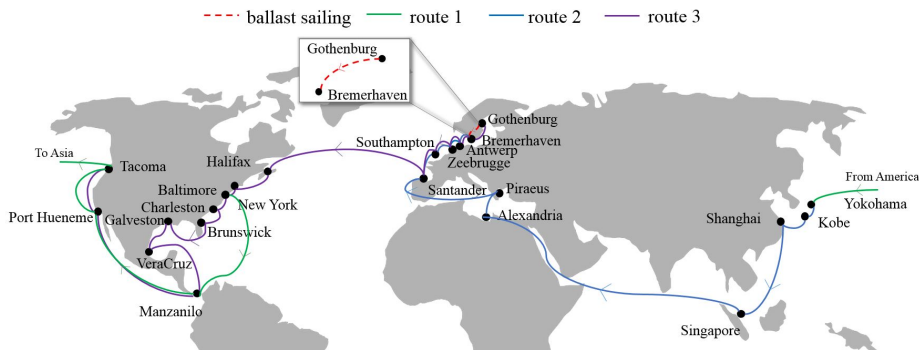 ballast sailing route 1 route 2 route 3
Gothenburg
Bremerhaven
Gothenburg
Southampton
Bremerhaven
Antwerp
Zeebrugge
To Asia
Tacoma
Halifax
Baltimore
Santander
Piraeus
From America
Port Hueneme
Galveston
Charleston
New York
Alexandria
Shanghai
Yokohama
Kobe
Brunswick
VeraCruz
Manzanilo
Singapore